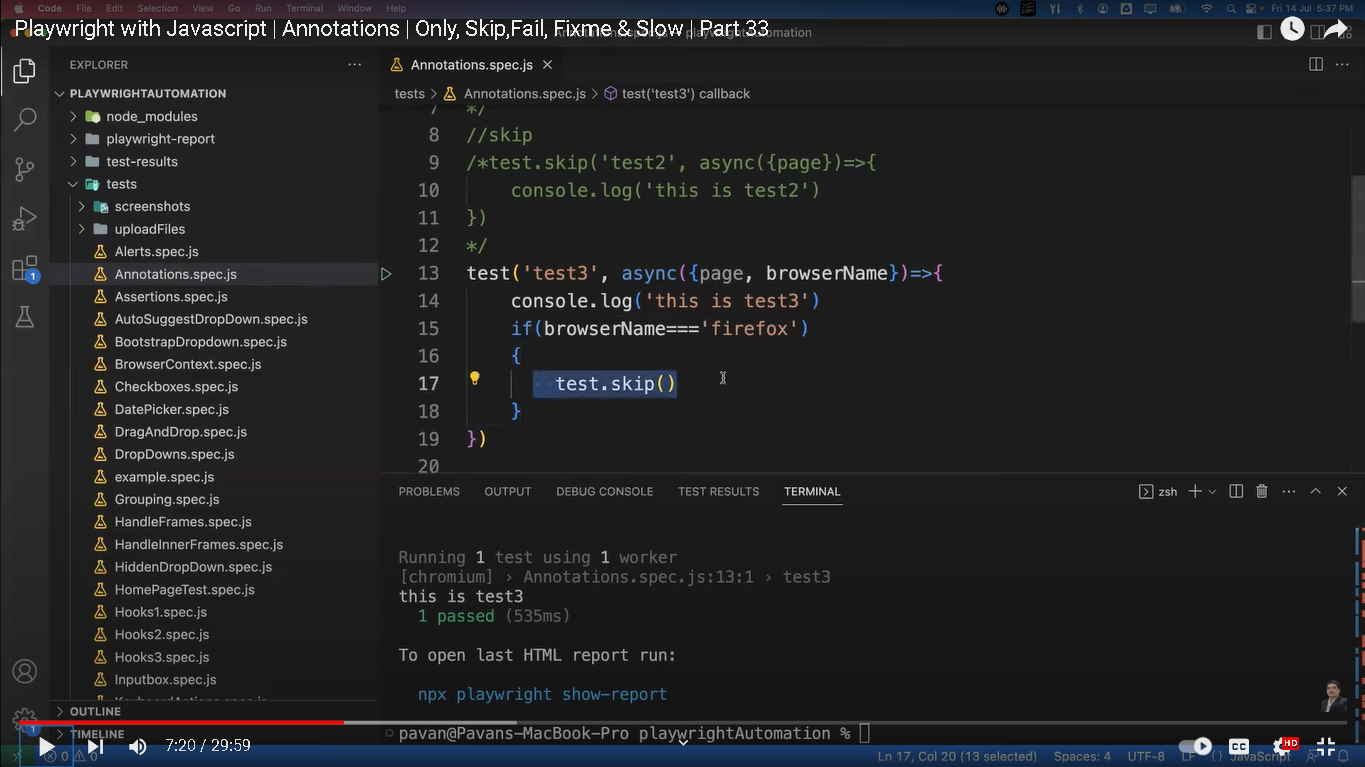 Code File Edit Selection View Go Run Terminal Window Help
Fri 14 Jul 5:37 PM
Playwright with Javascript | Annotations | Only, Skip,Fail, Fixme & Slow | Part 33
EXPLORER
PLAYWRIGHTAUTOMATION
node_modules
playwright-report
test-results
tests
screenshots
uploadFiles
Alerts.spec.js
Annotations.spec.js
Assertions.spec.js
AutoSuggestDropDown.spec.js
BootstrapDropdown.spec.js
BrowserContext.spec.js
Checkboxes.spec.js
DatePicker.spec.js
DragAndDrop.spec.js
DropDowns.spec.js
example.spec.js
Grouping.spec.js
HandleFrames.spec.js
HandleInnerFrames.spec.js
HiddenDropDown.spec.js
HomePageTest.spec.js
Hooks1.spec.js
Hooks2.spec.js
Hooks3.spec.js
Inputbox.spec.js
OUTLINE
TIMELINE
1
1
Annotations.spec.js
tests > Annotations.spec.js > test('test3') callback
7 */
8 //skip
9 /*test.skip('test2', async({page})=>{
10 console.log('this is test2')
11 })
12 */
13 test('test3', async({page, browserName})=>{
14 console.log('this is test3')
15 if(browserName==='firefox')
16 {
17 test.skip()
18 }
19 })
20
PROBLEMS OUTPUT DEBUG CONSOLE TEST RESULTS TERMINAL
zsh
Running 1 test using 1 worker
[chromium] › Annotations.spec.js:13:1 › test3
this is test3
1 passed (535ms)
To open last HTML report run:
npx playwright show-report
pavan@Pavans-MacBook-Pro playwrightAutomation %
7:20 / 29:59
CC
HD
0 0
Ln 17, Col 20 (13 selected) Spaces: 4 UTF-8 LF {} JavaScript